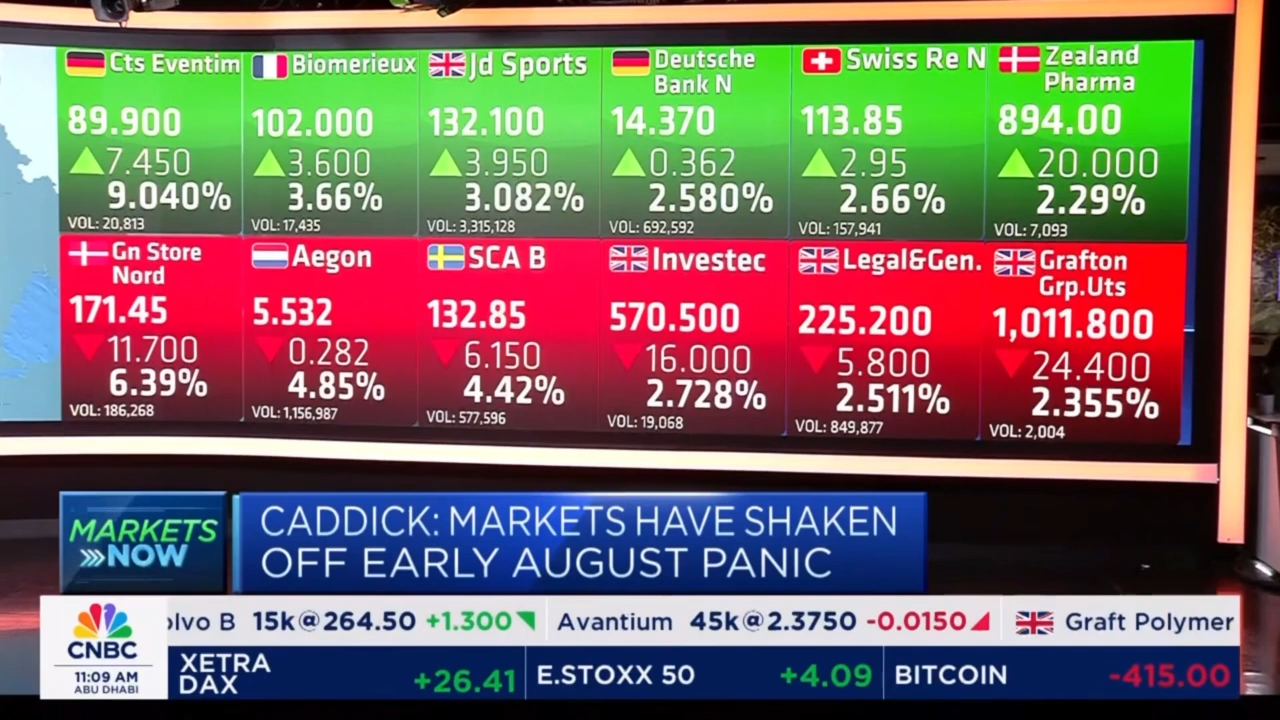 Cts Eventim
89.900
7.450
9.040%
VOL: 20,813
Biomerieux
102.000
3.600
3.66%
VOL: 17,435
Jd Sports
132.100
3.950
3.082%
VOL: 3,315,128
Deutsche
Bank N
14.370
0.362
2.580%
VOL: 692,592
Swiss Re N
113.85
2.95
2.66%
VOL: 157,941
Zealand
Pharma
894.00
20.000
2.29%
VOL: 7,093
Gn Store
Nord
171.45
11.700
6.39%
VOL: 186,268
Aegon
5.532
0.282
4.85%
VOL: 1,156,987
SCA B
132.85
6.150
4.42%
VOL: 577,596
Investec
570.500
16.000
2.728%
VOL: 19,068
Legal&Gen.
225.200
5.800
2.511%
VOL: 849,877
Grafton
Grp.Uts
1,011.800
24.400
2.355%
VOL: 2,004
MARKETS
NOW
CADDICK: MARKETS HAVE SHAKEN
OFF EARLY AUGUST PANIC
CNBC
11:09 AM
ABU DHABI
olvo B 15k@264.50 +1.300 Avantium 45k@2.3750 -0.0150 Graft Polymer
XETRA
DAX +26.41
E.STOXX 50 +4.09
BITCOIN -415.00